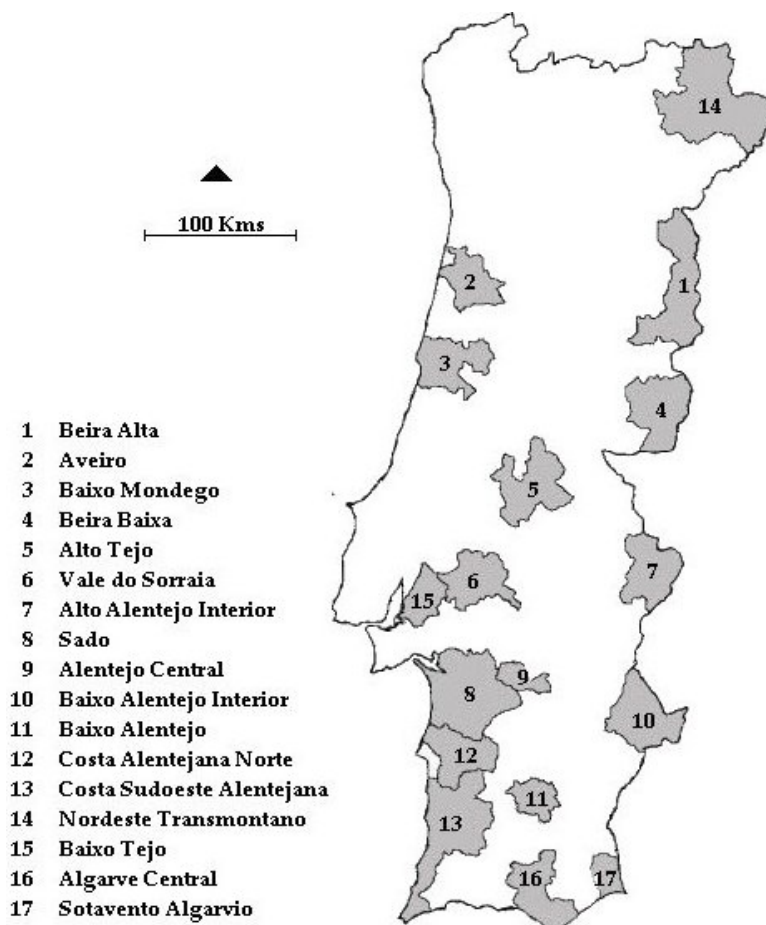 14
100 Kms
2
1
3
4
5
6
7
15
9
8
10
12
11
13
16
17
1 Beira Alta
2 Aveiro
3 Baixo Mondego
4 Beira Baixa
5 Alto Tejo
6 Vale do Sorraia
7 Alto Alentejo Interior
8 Sado
9 Alentejo Central
10 Baixo Alentejo Interior
11 Baixo Alentejo
12 Costa Alentejana Norte
13 Costa Sudoeste Alentejana
14 Nordeste Transmontano
15 Baixo Tejo
16 Algarve Central
17 Sotavento Algarvio